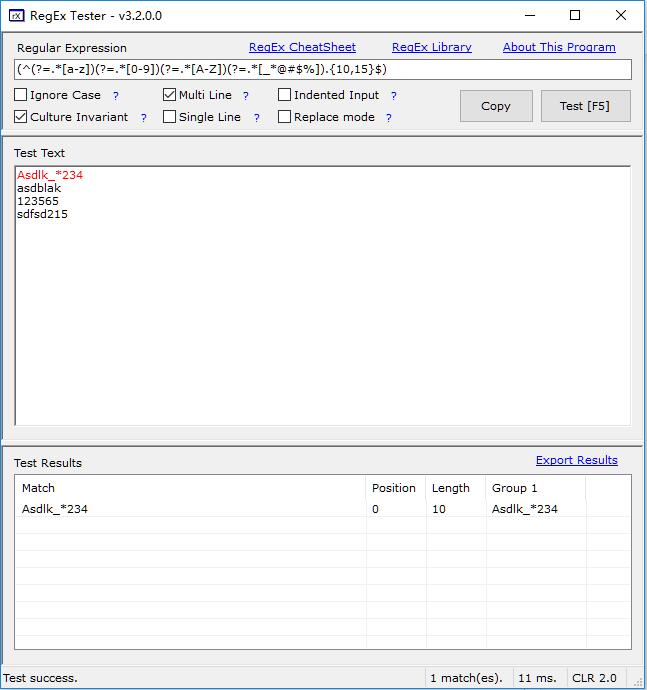 rX RegEx Tester - v3.2.0.0
Regular Expression RegEx CheatSheet RegEx Library About This Program
(^(?=.*[a-z])(?=.*[0-9])(?=.*[A-Z])(?=.*[_*@#$%]).{10,15}$)
Ignore Case ? Multi Line ? Indented Input ?
Culture Invariant ? Single Line ? Replace mode ?
Copy Test [F5]
Test Text
Asdlk_*234
asdblak
123565
sdfsd215
Test Results Export Results
Match Position Length Group 1
Asdlk_*234 0 10 Asdlk_*234
Test success. 1 match(es). 11 ms. CLR 2.0